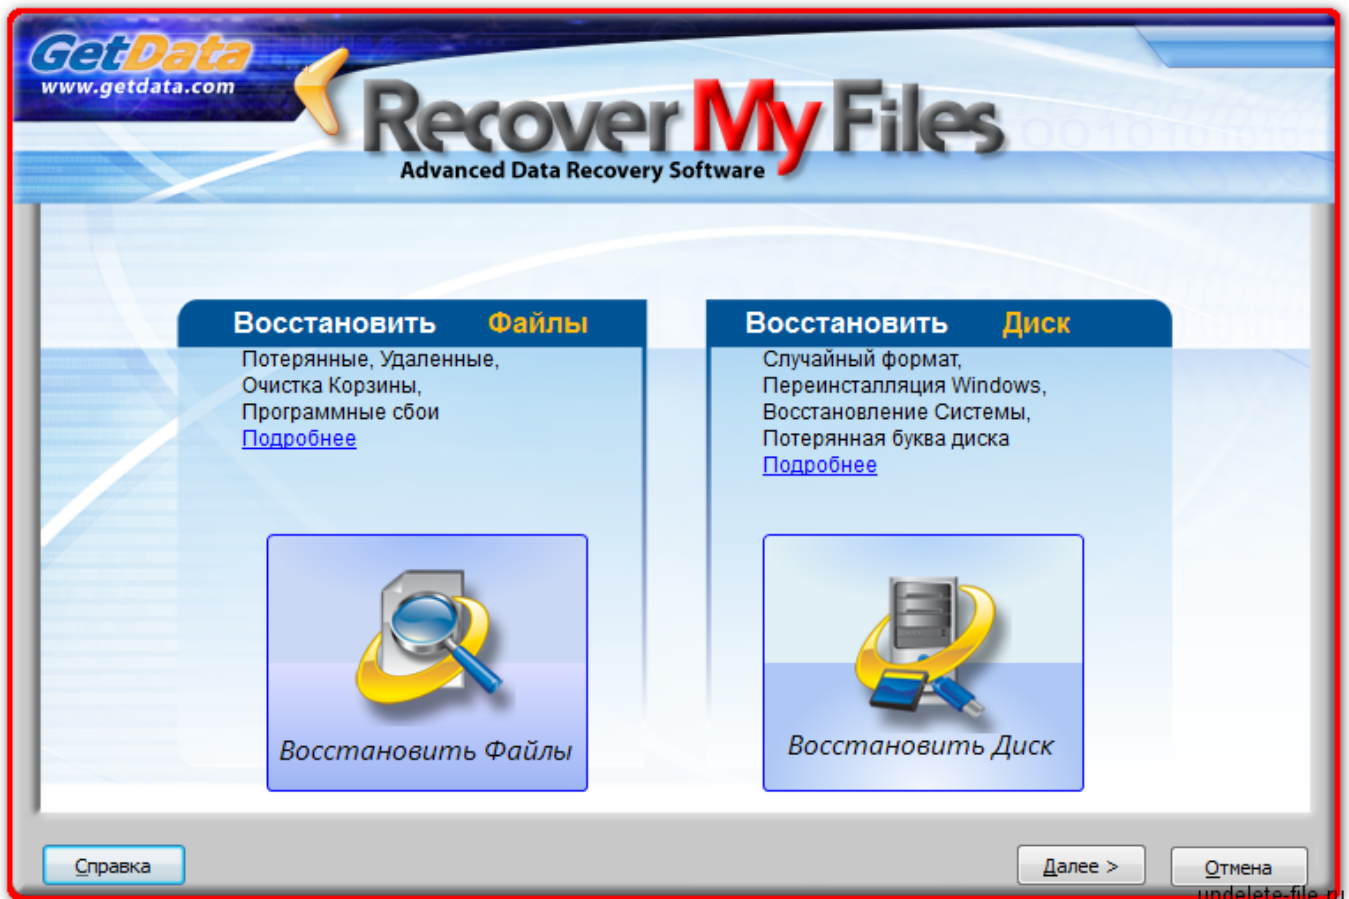 GetData
www.getdata.com
Recover My Files
Advanced Data Recovery Software
Восстановить Файлы
Потерянные, Удаленные,
Очистка Корзины,
Программные сбои
Подробнее
Восстановить Файлы
Восстановить Диск
Случайный формат,
Переинсталляция Windows,
Восстановление Системы,
Потерянная буква диска
Подробнее
Восстановить Диск
Справка
Далее >
Отмена
undelete-file.ru